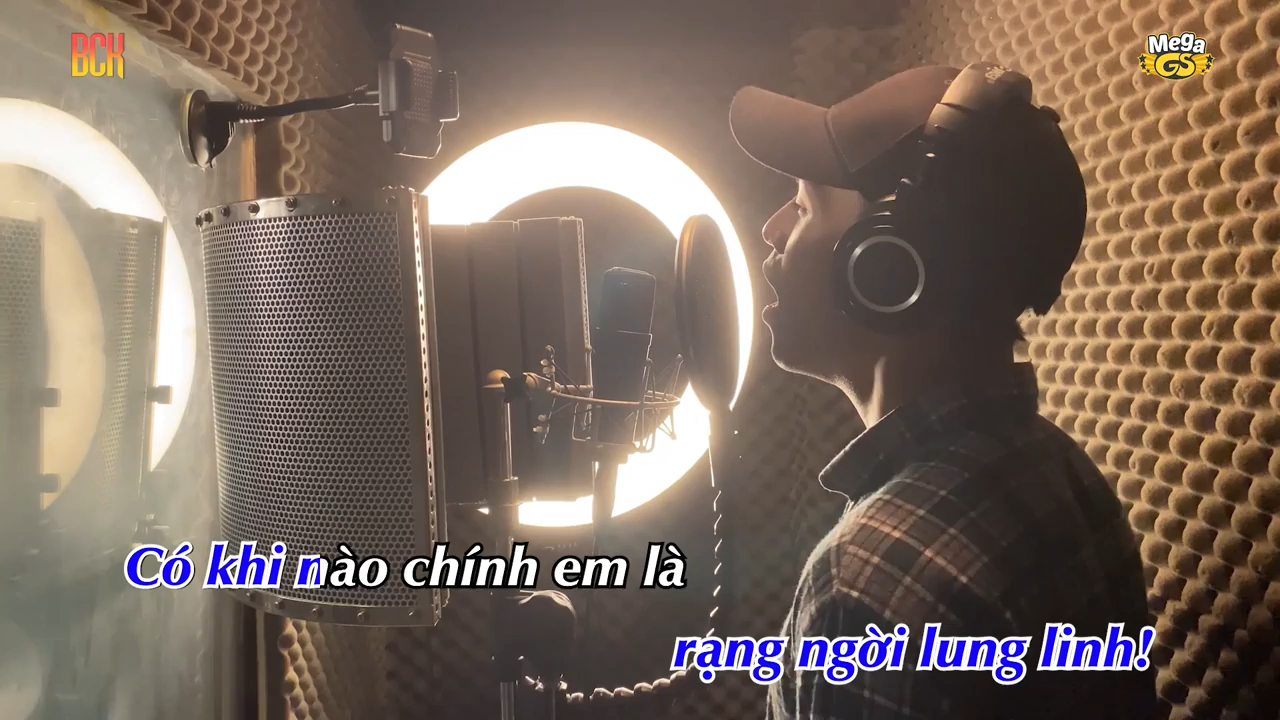 BCK
Mega
GS
Có khi nào chính em là
rạng ngời lung linh!